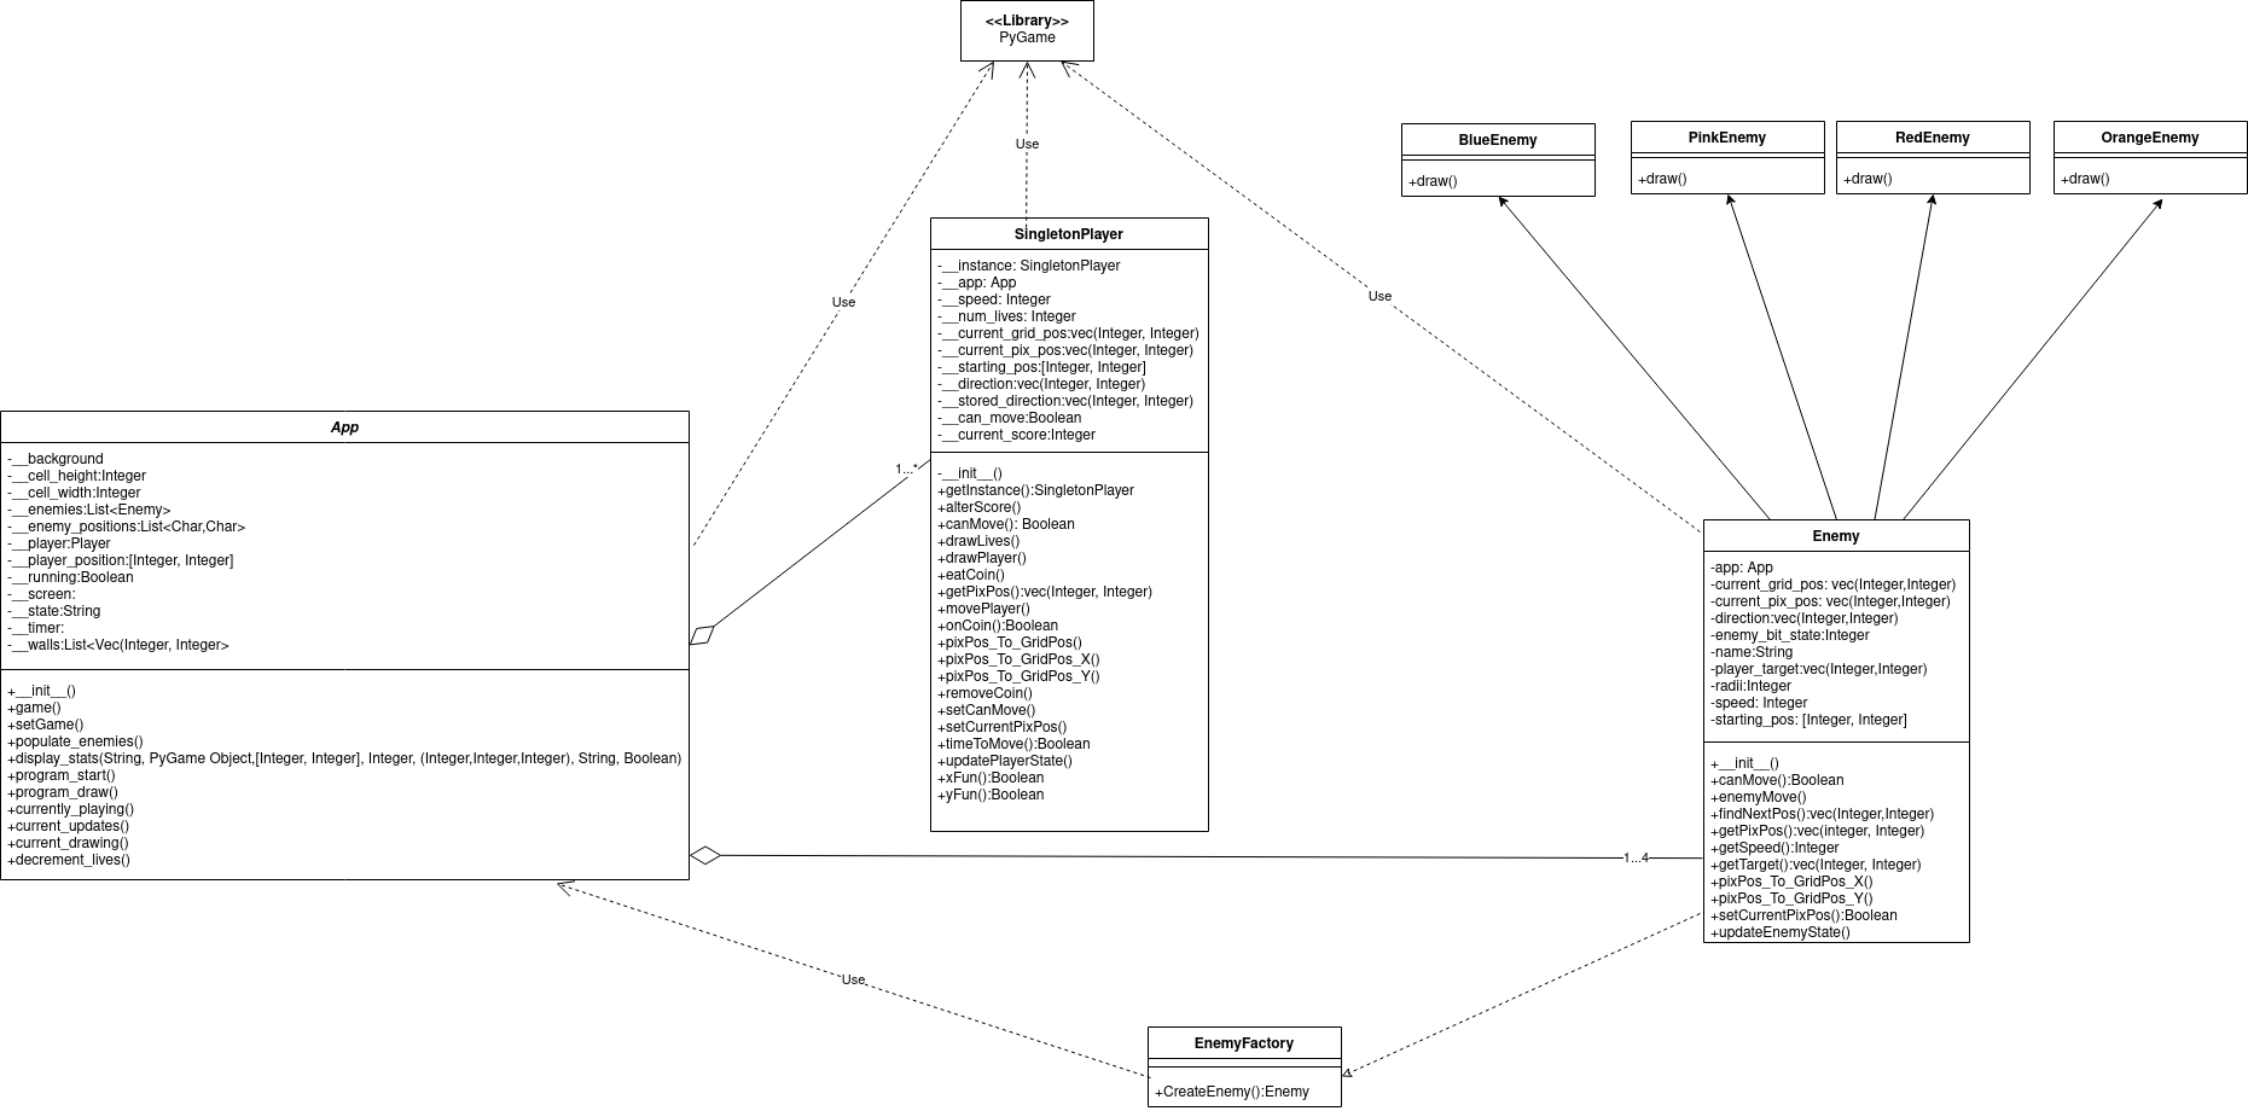 <<Library>>
PyGame
BlueEnemy
+draw()
PinkEnemy
+draw()
RedEnemy
+draw()
OrangeEnemy
+draw()
Use
Use
Use
SingletonPlayer
-__instance: SingletonPlayer
-__app: App
-__speed: Integer
-__num_lives: Integer
-__current_grid_pos:vec(Integer, Integer)
-__current_pix_pos:vec(Integer, Integer)
-__starting_pos:[Integer, Integer]
-__direction:vec(Integer, Integer)
-__stored_direction:vec(Integer, Integer)
-__can_move:Boolean
-__current_score:Integer
-__init__()
+getInstance():SingletonPlayer
+alterScore()
+canMove(): Boolean
+drawLives()
+drawPlayer()
+eatCoin()
+getPixPos():vec(Integer, Integer)
+movePlayer()
+onCoin():Boolean
+pixPos_To_GridPos()
+pixPos_To_GridPos_X()
+pixPos_To_GridPos_Y()
+removeCoin()
+setCanMove()
+setCurrentPixPos()
+timeToMove():Boolean
+updatePlayerState()
+xFun():Boolean
+yFun():Boolean
App
-__background
-__cell_height:Integer
-__cell_width:Integer
-__enemies:List<Enemy>
-__enemy_positions:List<Char,Char>
-__player:Player
-__player_position:[Integer, Integer]
-__running:Boolean
-__screen:
-__state:String
-__timer:
-__walls:List<Vec(Integer, Integer>
+__init__()
+game()
+setGame()
+populate_enemies()
+display_stats(String, PyGame Object,[Integer, Integer], Integer, (Integer,Integer,Integer), String, Boolean)
+program_start()
+program_draw()
+currently_playing()
+current_updates()
+current_drawing()
+decrement_lives()
1...*
1...4
Enemy
-app: App
-current_grid_pos: vec(Integer,Integer)
-current_pix_pos: vec(Integer,Integer)
-direction:vec(Integer,Integer)
-enemy_bit_state:Integer
-name:String
-player_target:vec(Integer,Integer)
-radii:Integer
-speed: Integer
-starting_pos: [Integer, Integer]
+__init__()
+canMove():Boolean
+enemyMove()
+findNextPos():vec(Integer,Integer)
+getPixPos():vec(integer, Integer)
+getSpeed():Integer
+getTarget():vec(Integer, Integer)
+pixPos_To_GridPos_X()
+pixPos_To_GridPos_Y()
+setCurrentPixPos():Boolean
+updateEnemyState()
Use
EnemyFactory
+CreateEnemy():Enemy